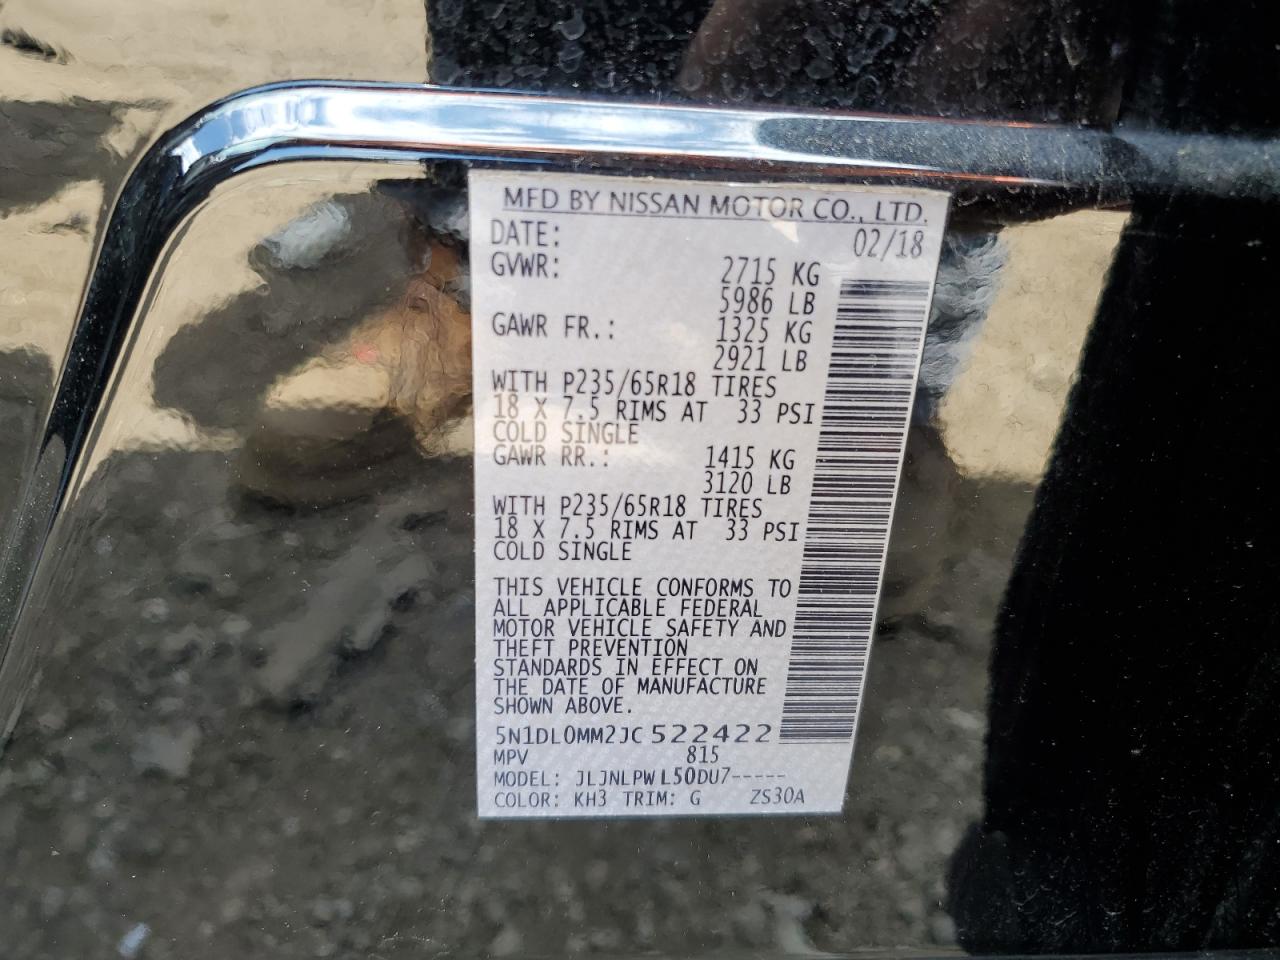 MFD BY NISSAN MOTOR CO., LTD.
DATE: 02/18
GVWR: 2715 KG
5986 LB
GAWR FR.: 1325 KG
2921 LB
WITH P235/65R18 TIRES
18 X 7.5 RIMS AT 33 PSI
COLD SINGLE
GAWR RR.: 1415 KG
3120 LB
WITH P235/65R18 TIRES
18 X 7.5 RIMS AT 33 PSI
COLD SINGLE
THIS VEHICLE CONFORMS TO
ALL APPLICABLE FEDERAL
MOTOR VEHICLE SAFETY AND
THEFT PREVENTION
STANDARDS IN EFFECT ON
THE DATE OF MANUFACTURE
SHOWN ABOVE.
5N1DL0MM2JC522422
MPV 815
MODEL: JLJNLPWL50DU7-----
COLOR: KH3 TRIM: G ZS30A